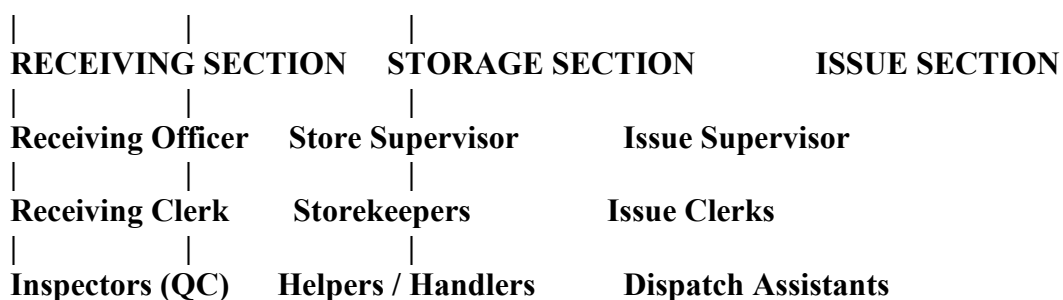 |                    |                         |
RECEIVING SECTION    STORAGE SECTION              ISSUE SECTION
|                    |                         |
Receiving Officer    Store Supervisor            Issue Supervisor
|                    |                         |
Receiving Clerk       Storekeepers                Issue Clerks
|                    |                         |
Inspectors (QC)      Helpers / Handlers          Dispatch Assistants